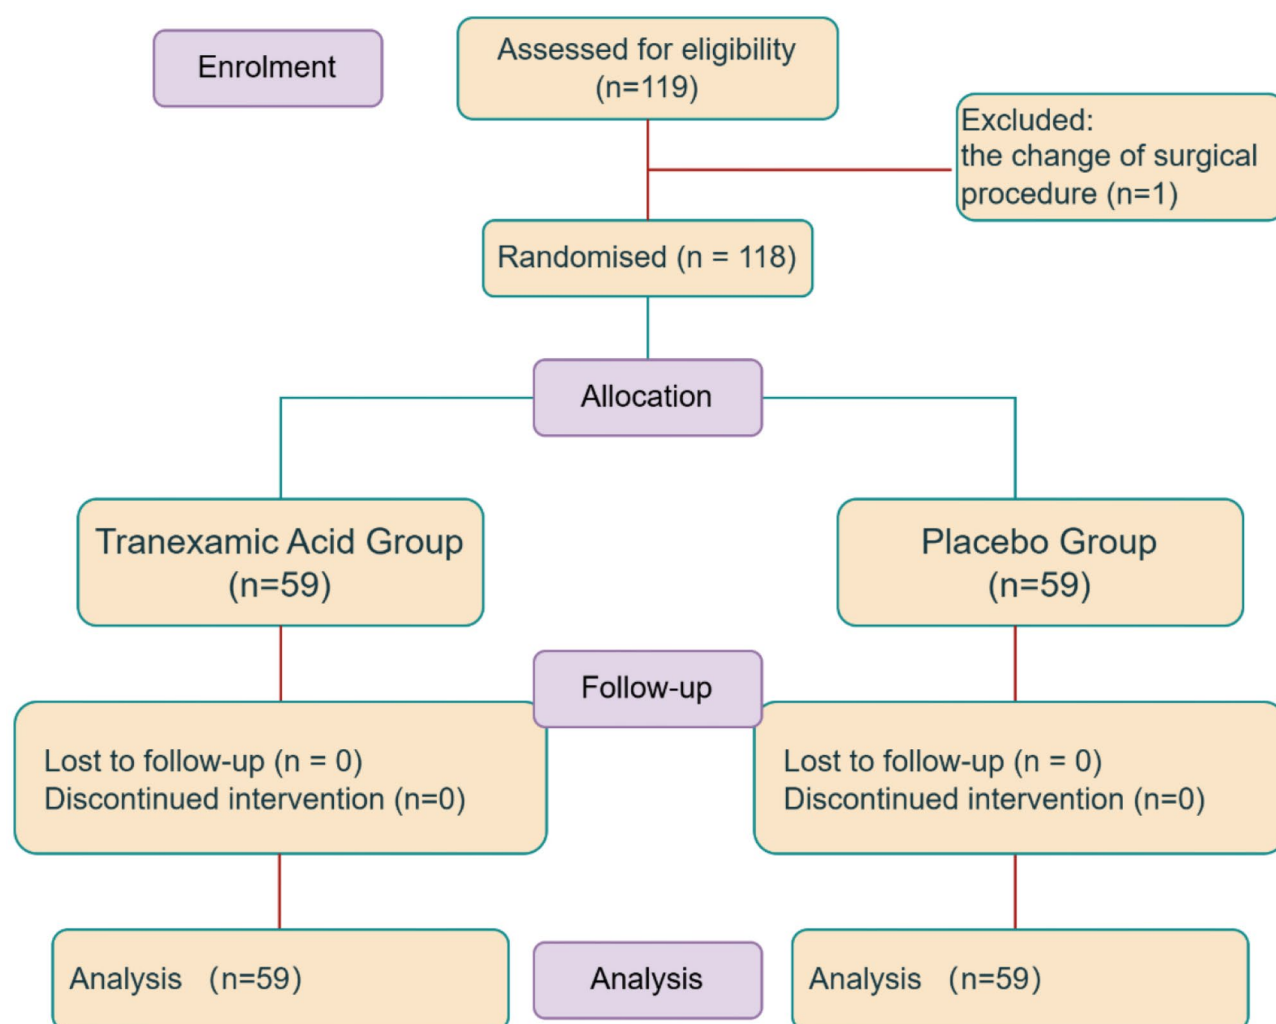 Enrolment
Assessed for eligibility
(n=119)
Excluded:
the change of surgical
procedure (n=1)
Randomised (n = 118)
Allocation
Tranexamic Acid Group
(n=59)
Placebo Group
(n=59)
Follow-up
Lost to follow-up (n = 0)
Discontinued intervention (n=0)
Lost to follow-up (n = 0)
Discontinued intervention (n=0)
Analysis (n=59)
Analysis
Analysis (n=59)